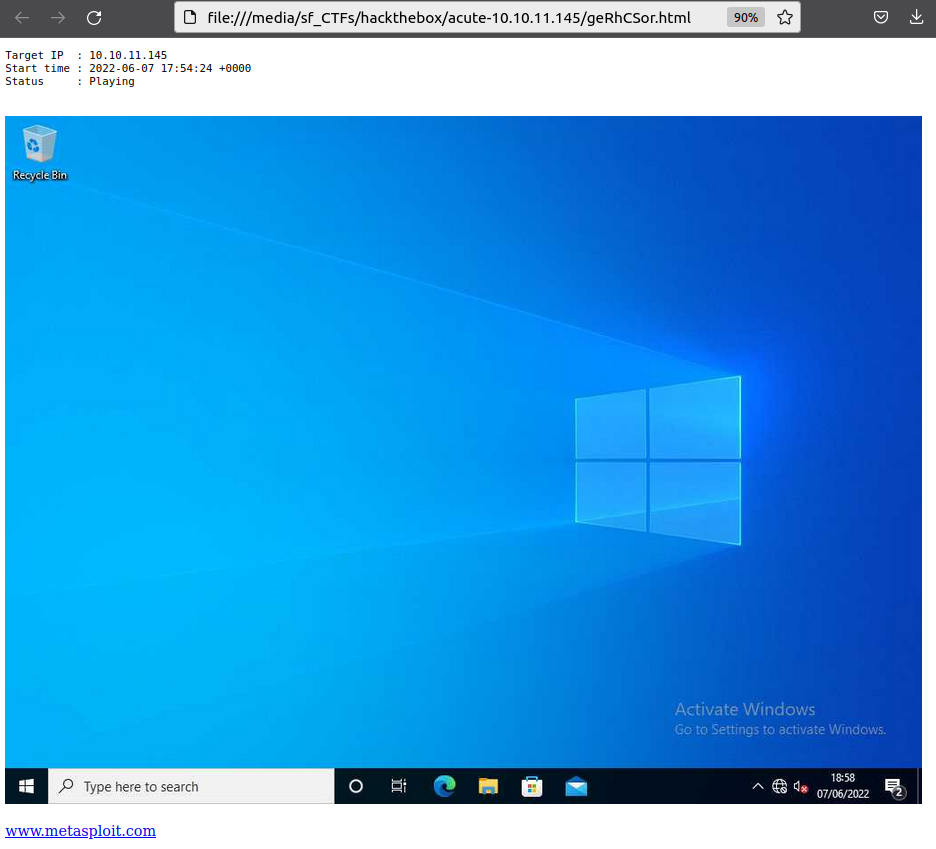 file:///media/sf_CTFs/hackthebox/acute-10.10.11.145/geRhCSor.html
90%
Target IP  : 10.10.11.145
Start time : 2022-06-07 17:54:24 +0000
Status     : Playing
Recycle Bin
Activate Windows
Go to Settings to activate Windows.
Type here to search
18:58
07/06/2022
2
www.metasploit.com